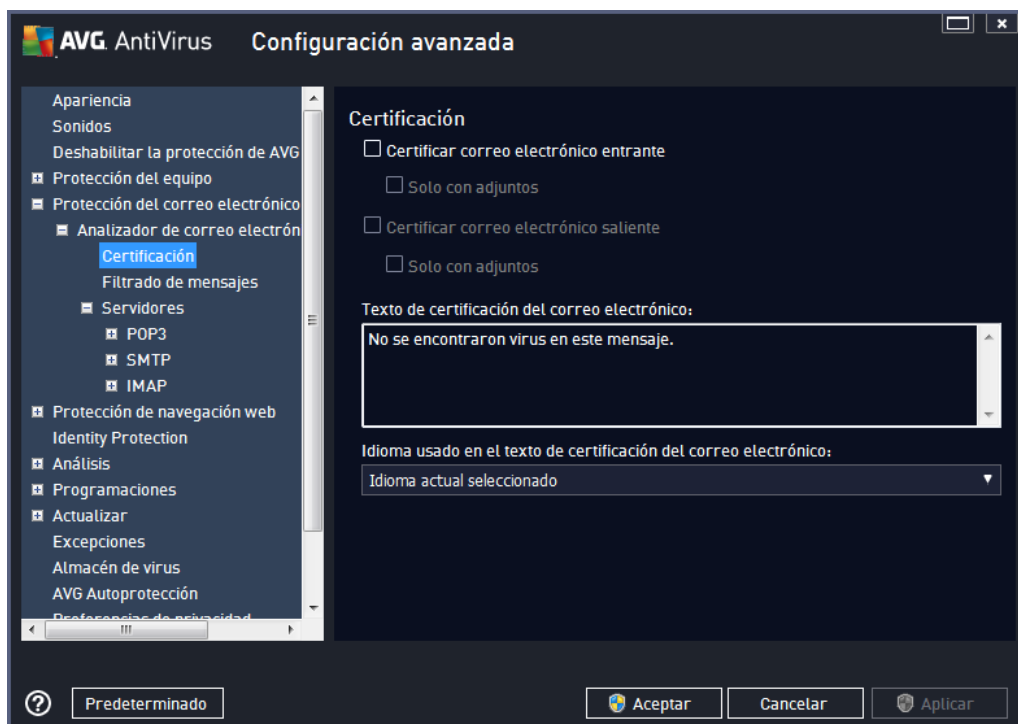 AVG. AntiVirus Configuración avanzada
Apariencia
Sonidos
Deshabilitar la protección de AVG
Protección del equipo
Protección del correo electrónico
Analizador de correo electrón
Certificación
Filtrado de mensajes
Servidores
POP3
SMTP
IMAP
Protección de navegación web
Identity Protection
Análisis
Programaciones
Actualizar
Excepciones
Almacén de virus
AVG Autoprotección
Preferencias de privacidad
Certificación
Certificar correo electrónico entrante
Solo con adjuntos
Certificar correo electrónico saliente
Solo con adjuntos
Texto de certificación del correo electrónico:
No se encontraron virus en este mensaje.
Idioma usado en el texto de certificación del correo electrónico:
Idioma actual seleccionado
Predeterminado
Aceptar
Cancelar
Aplicar